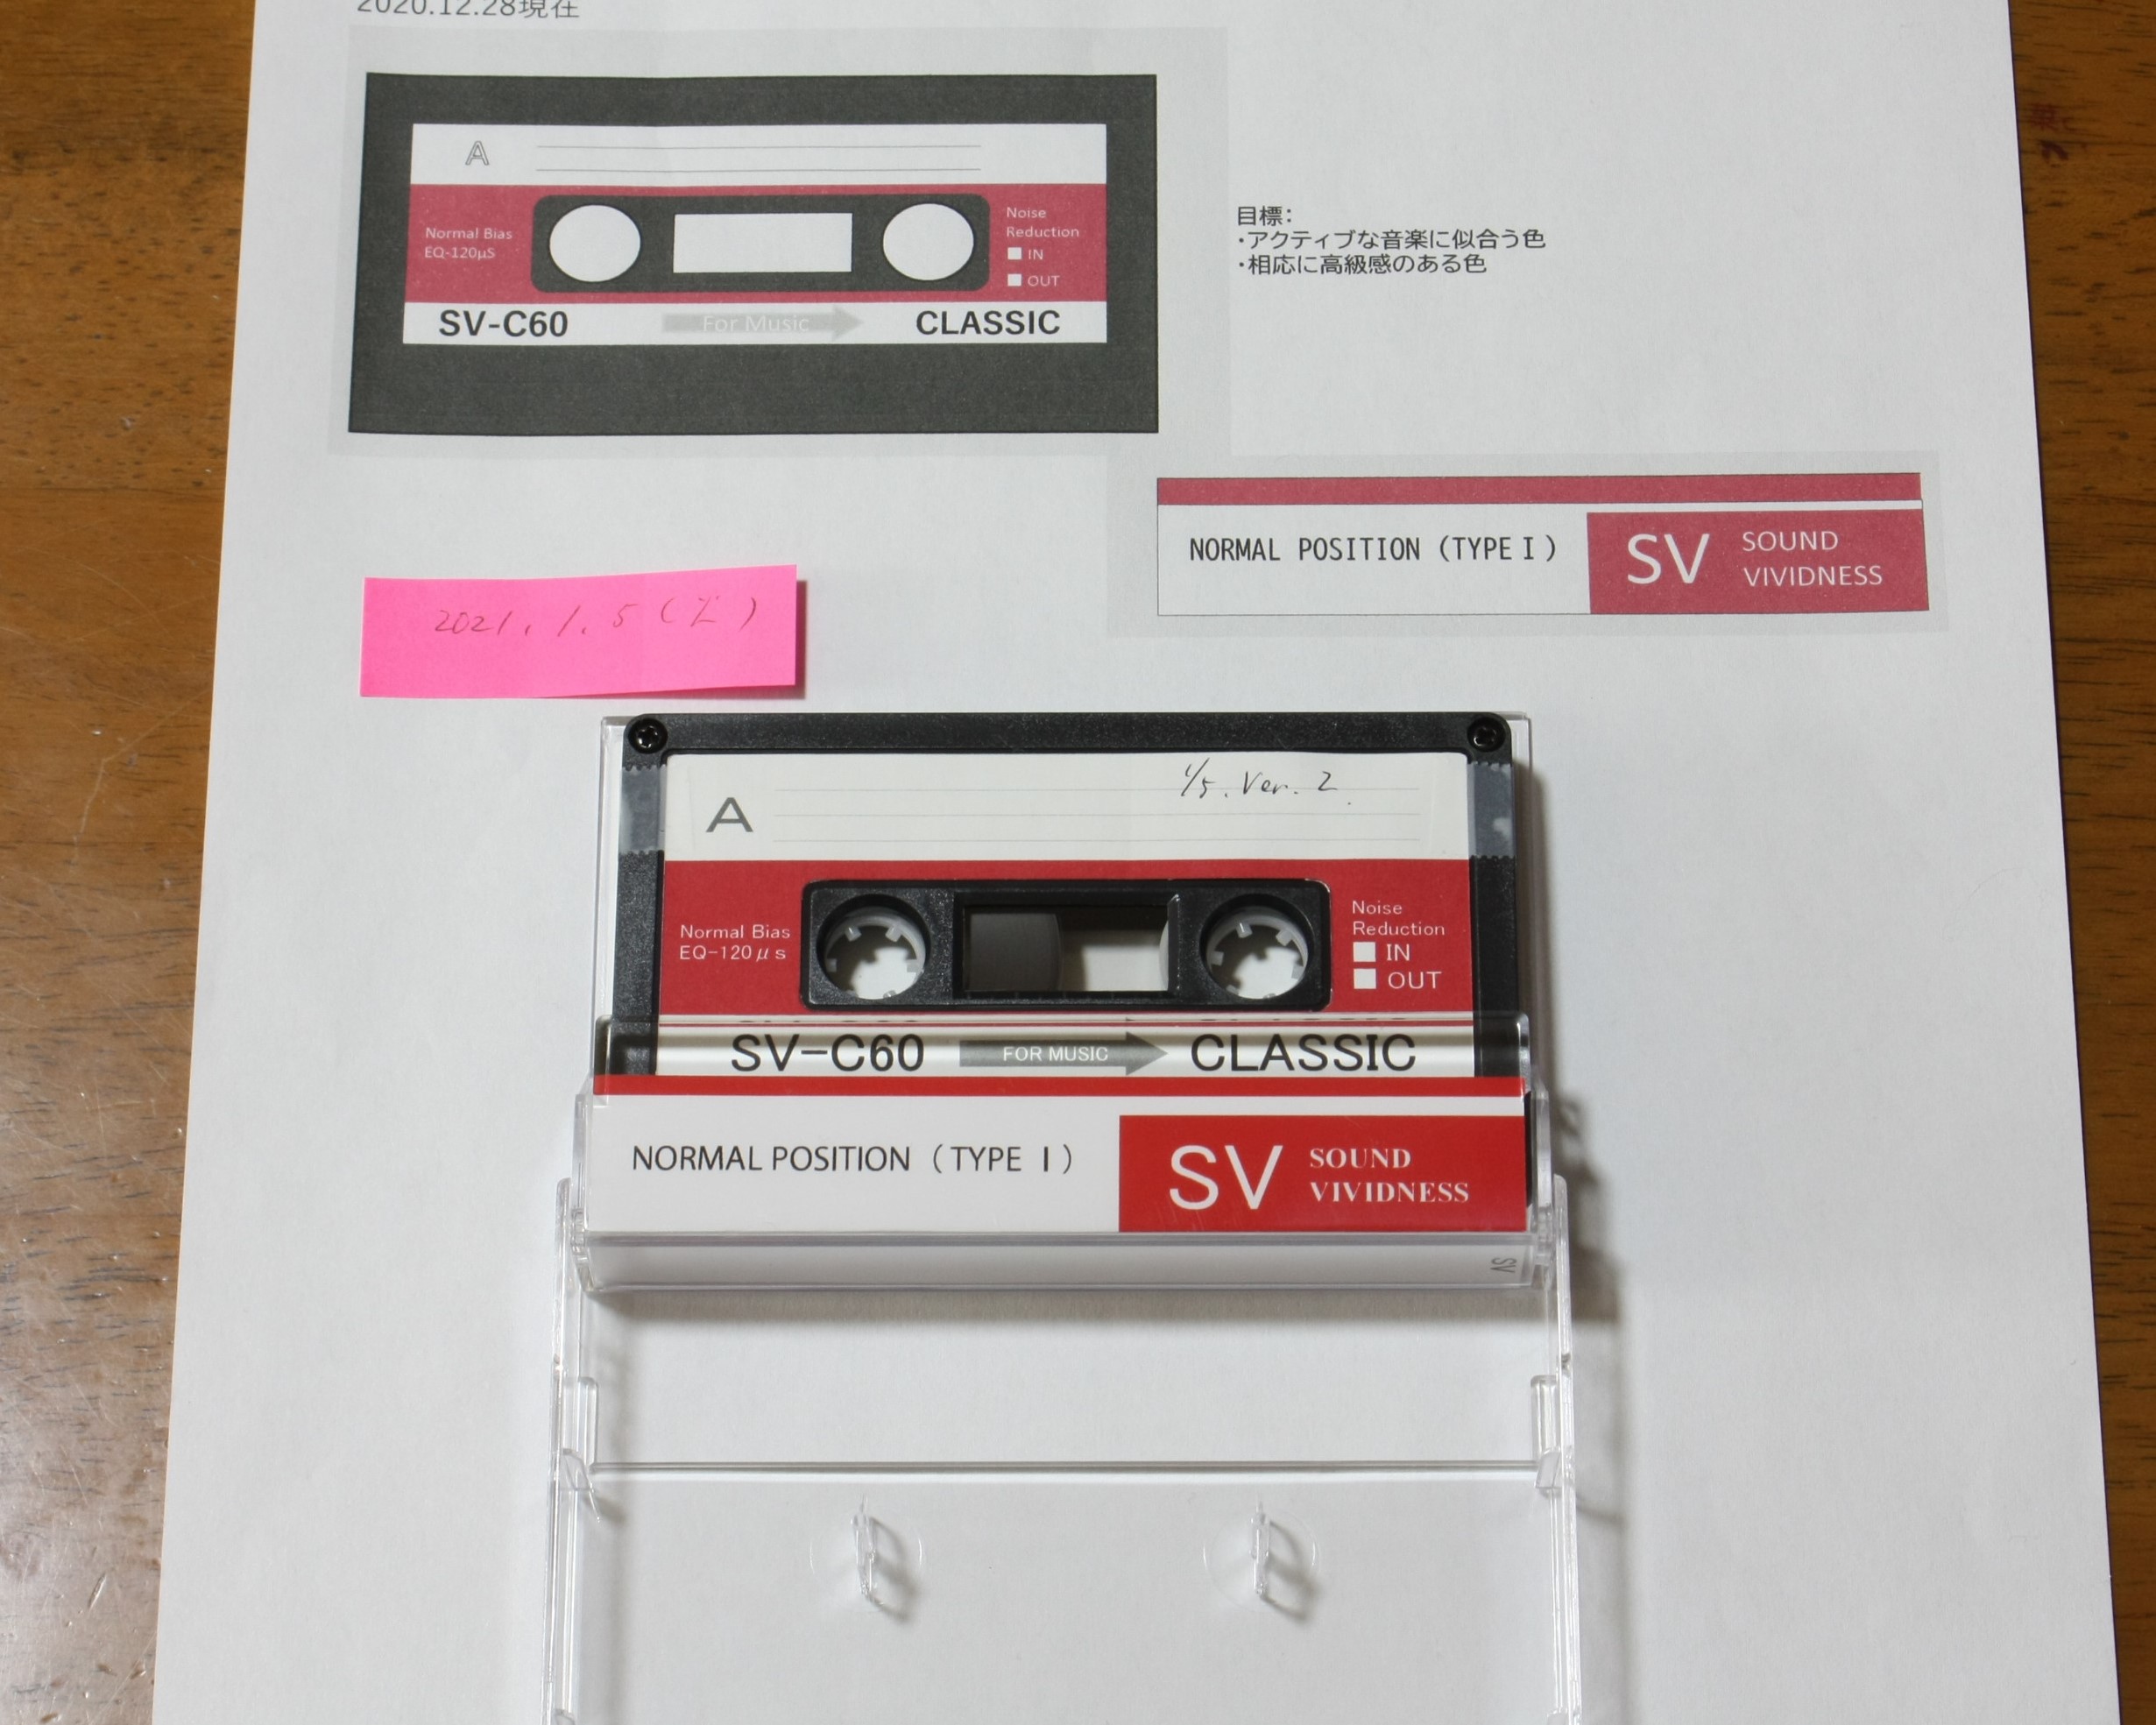 2020.12.28現在
A
Normal Bias
EQ-120μS
Noise
Reduction
IN
OUT
SV-C60
For Music
CLASSIC
目標:
・アクティブな音楽に似合う色
・相応に高級感のある色
NORMAL POSITION (TYPE I)
SV
SOUND
VIVIDNESS
2021.1.5
1/5. Ver. 2.
A
Normal Bias
EQ-120μs
Noise
Reduction
IN
OUT
SV-C60
FOR MUSIC
CLASSIC
NORMAL POSITION (TYPE I)
SV
SOUND
VIVIDNESS
SV